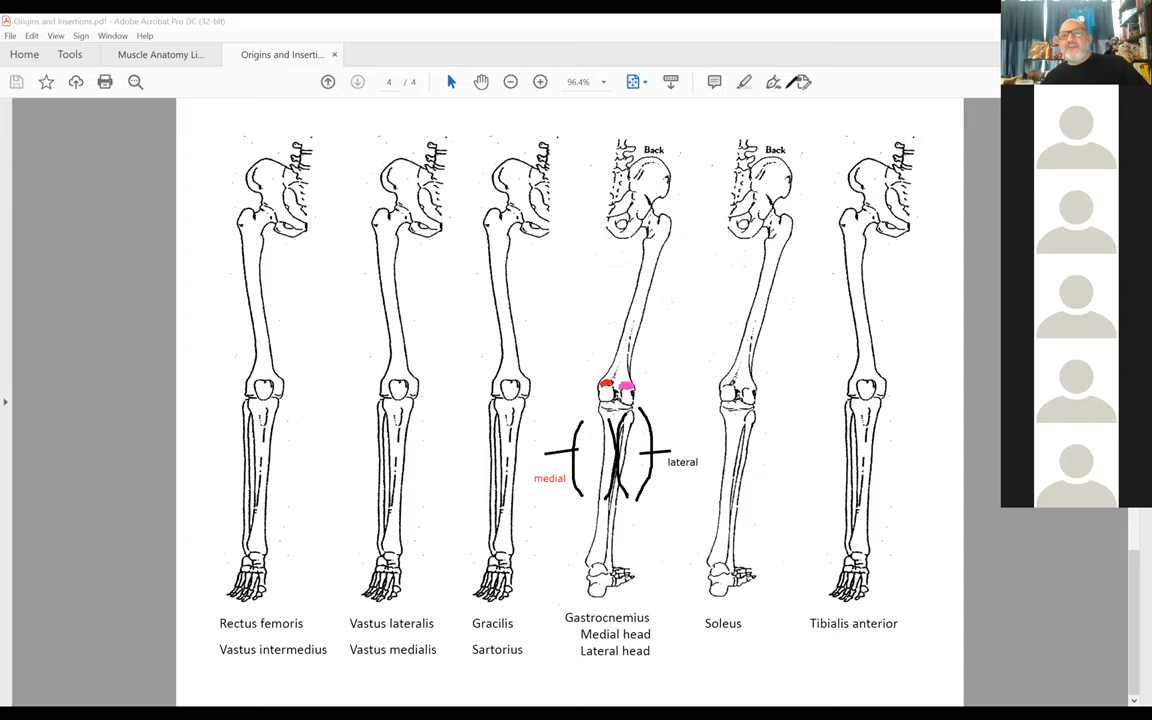 Origins and Insertions.pdf - Adobe Acrobat Pro DC (32-bit)
File Edit View Sign Window Help
Home Tools Muscle Anatomy Li... Origins and Inserti... ×
4 / 4 96.4%
Back Back
medial
lateral
Rectus femoris
Vastus intermedius
Vastus lateralis
Vastus medialis
Gracilis
Sartorius
Gastrocnemius
Medial head
Lateral head
Soleus
Tibialis anterior